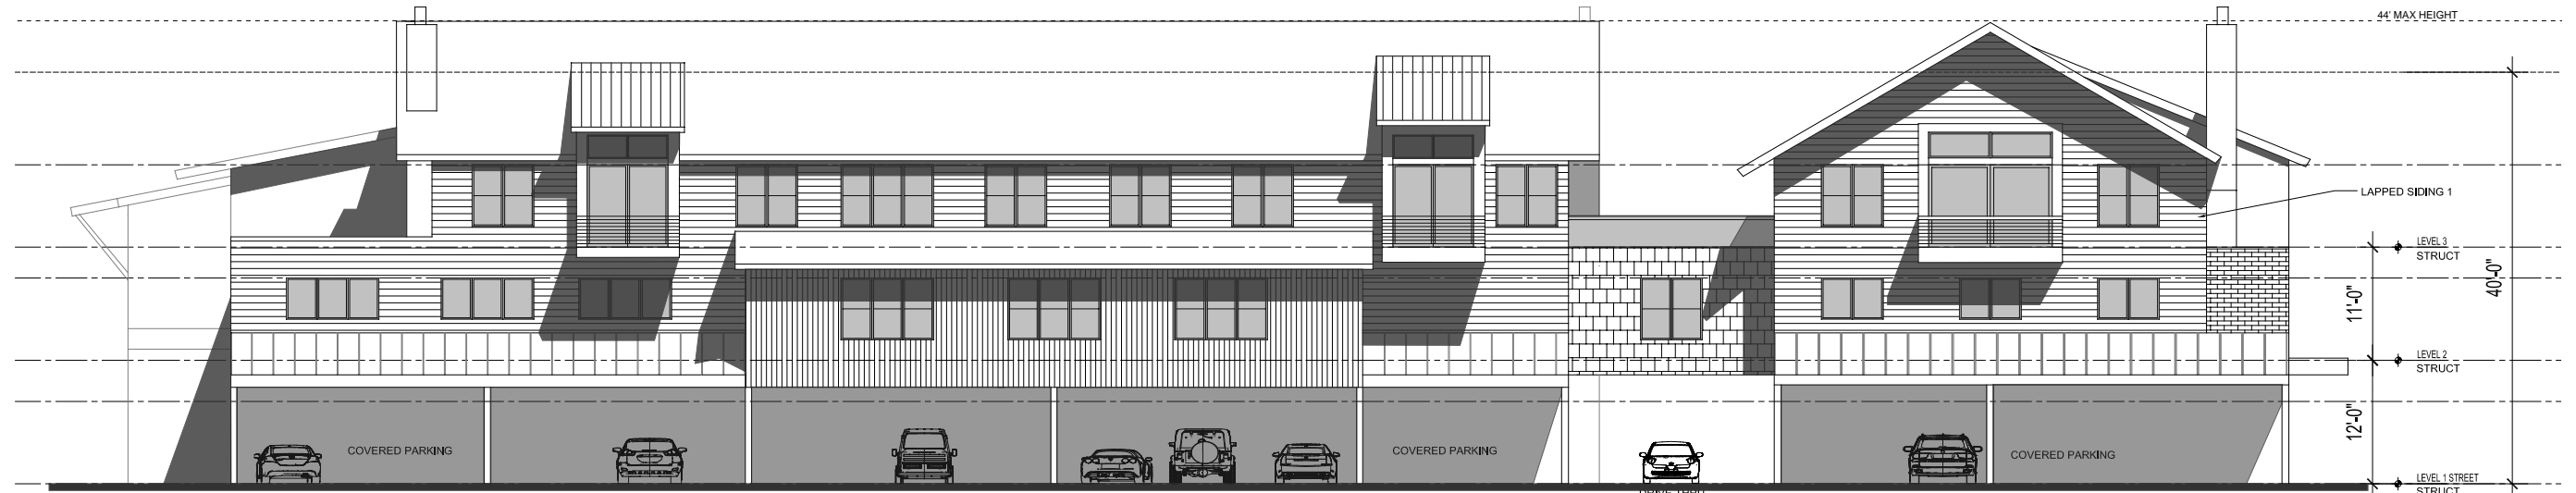 44' MAX HEIGHT
LAPPED SIDING 1
LEVEL 3
STRUCT
40'-0"
11'-0"
LEVEL 2
STRUCT
12'-0"
COVERED PARKING
COVERED PARKING
COVERED PARKING
LEVEL 1 STREET
STRUCT